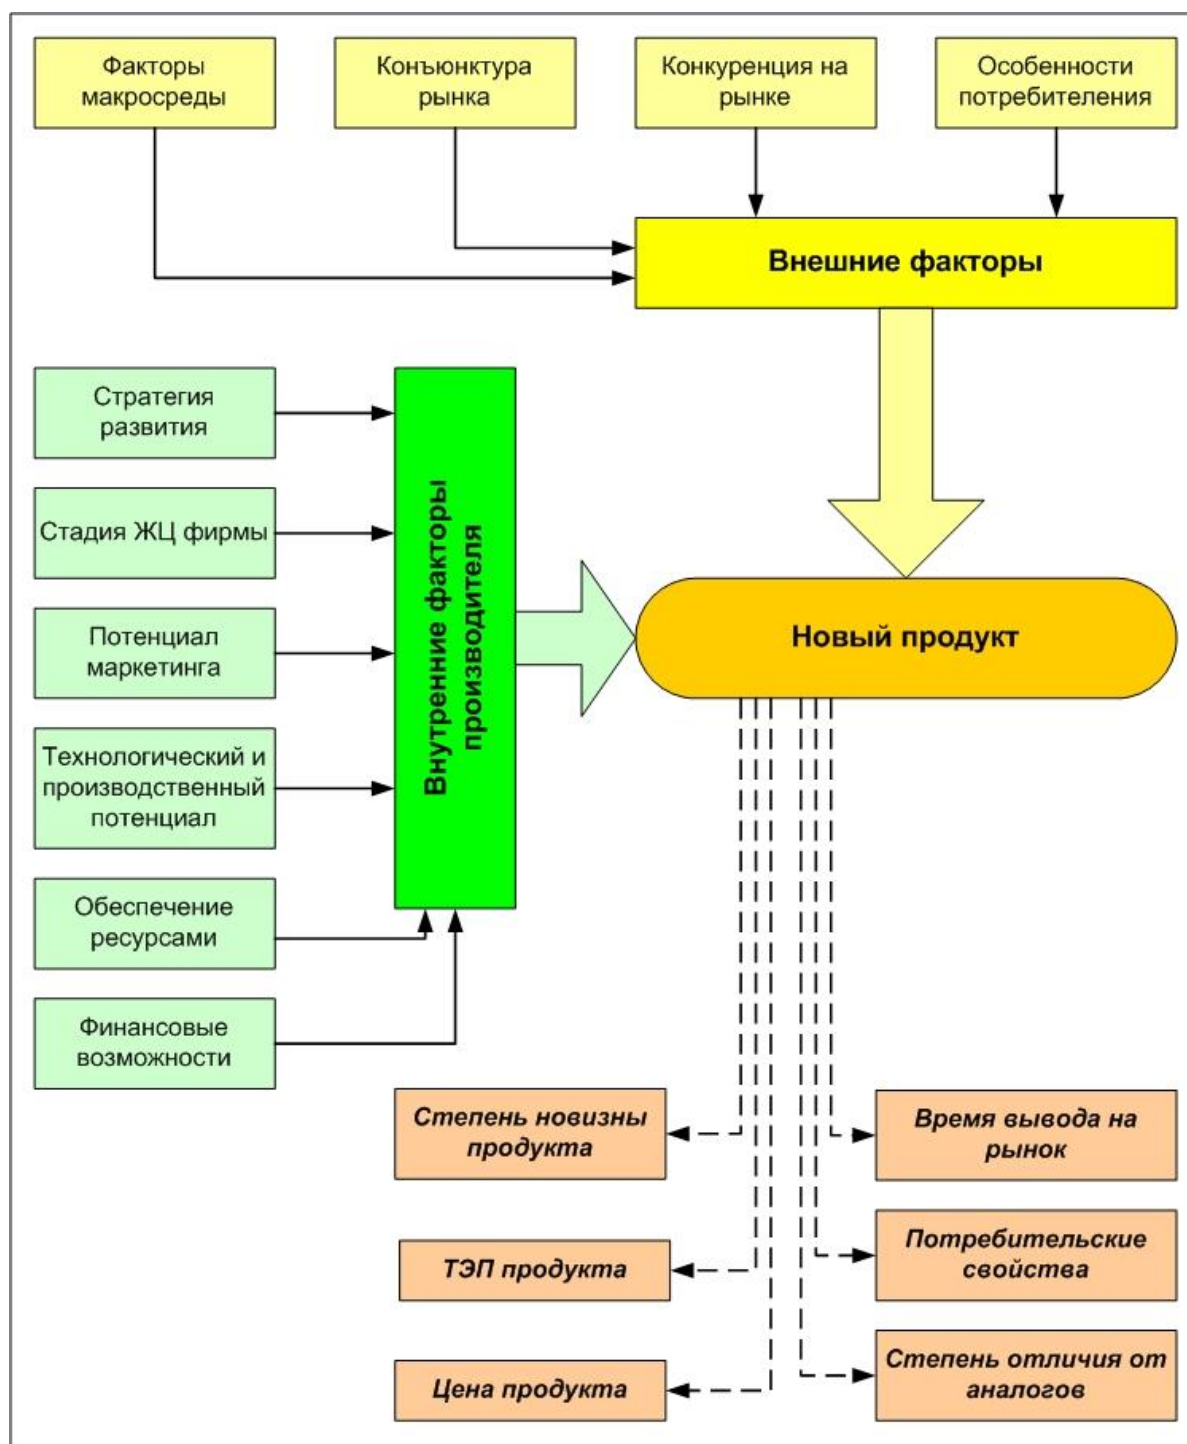 Факторы
макросреды
Конъюнктура
рынка
Конкуренция на
рынке
Особенности
потребителения
Внешние факторы
Стратегия
развития
Стадия ЖЦ фирмы
Потенциал
маркетинга
Технологический и
производственный
потенциал
Обеспечение
ресурсами
Финансовые
возможности
Внутренние факторы
производителя
Новый продукт
Степень новизны
продукта
Время вывода на
рынок
ТЭП продукта
Потребительские
свойства
Цена продукта
Степень отличия от
аналогов